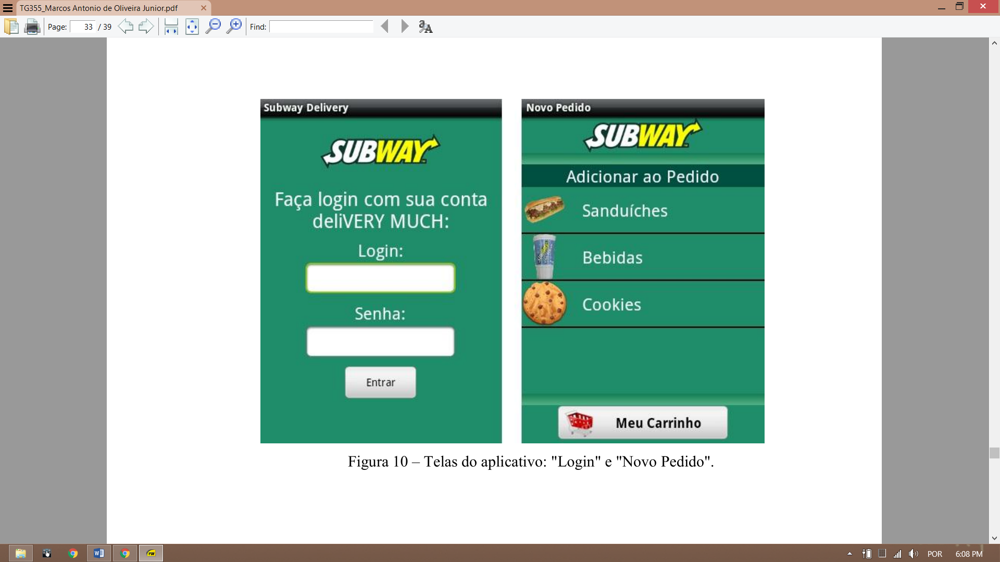 TG355_Marcos Antonio de Oliveira Junior.pdf
Page: 33 / 39 Find:
Subway Delivery
SUBWAY
Faça login com sua conta
deliVERY MUCH:
Login:
Senha:
Entrar
Novo Pedido
SUBWAY
Adicionar ao Pedido
Sanduíches
Bebidas
Cookies
Meu Carrinho
Figura 10 – Telas do aplicativo: "Login" e "Novo Pedido".
PDF
POR 6:08 PM